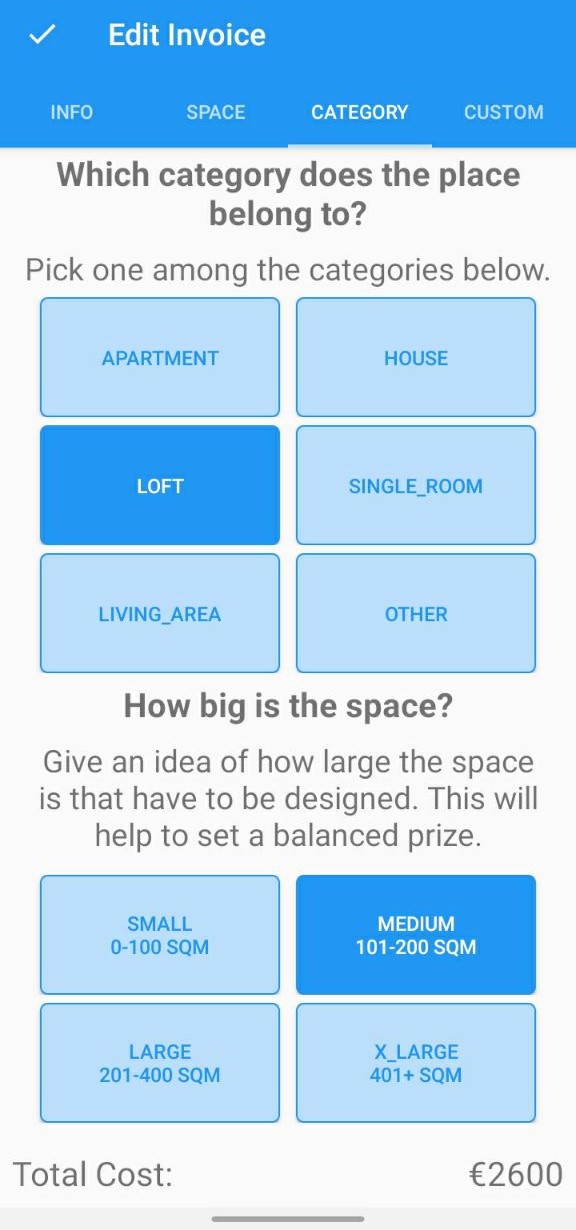 Edit Invoice
INFO SPACE CATEGORY CUSTOM
Which category does the place
belong to?
Pick one among the categories below.
APARTMENT HOUSE
LOFT SINGLE_ROOM
LIVING_AREA OTHER
How big is the space?
Give an idea of how large the space
is that have to be designed. This will
help to set a balanced prize.
SMALL
0-100 SQM
MEDIUM
101-200 SQM
LARGE
201-400 SQM
X_LARGE
401+ SQM
Total Cost: €2600